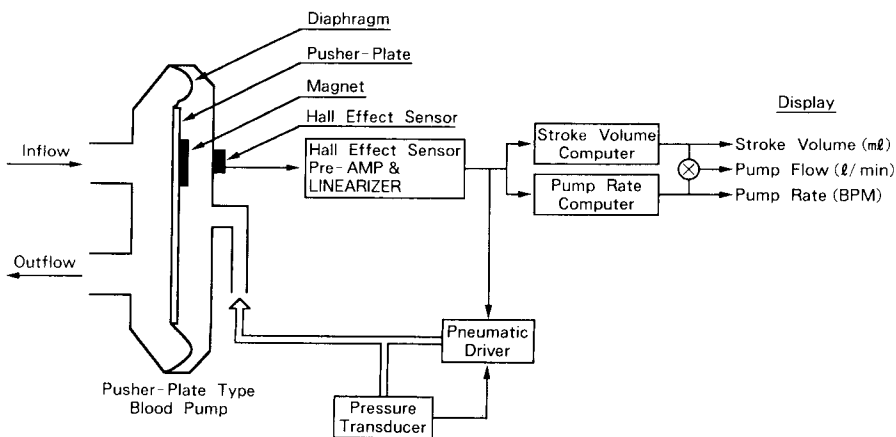 Diaphragm
Pusher-Plate
Magnet
Hall Effect Sensor
Inflow
Outflow
Hall Effect Sensor
Pre-AMP &
LINEARIZER
Stroke Volume
Computer
Pump Rate
Computer
Display
Stroke Volume (mℓ)
Pump Flow (ℓ/min)
Pump Rate (BPM)
Pneumatic
Driver
Pressure
Transducer
Pusher-Plate Type
Blood Pump